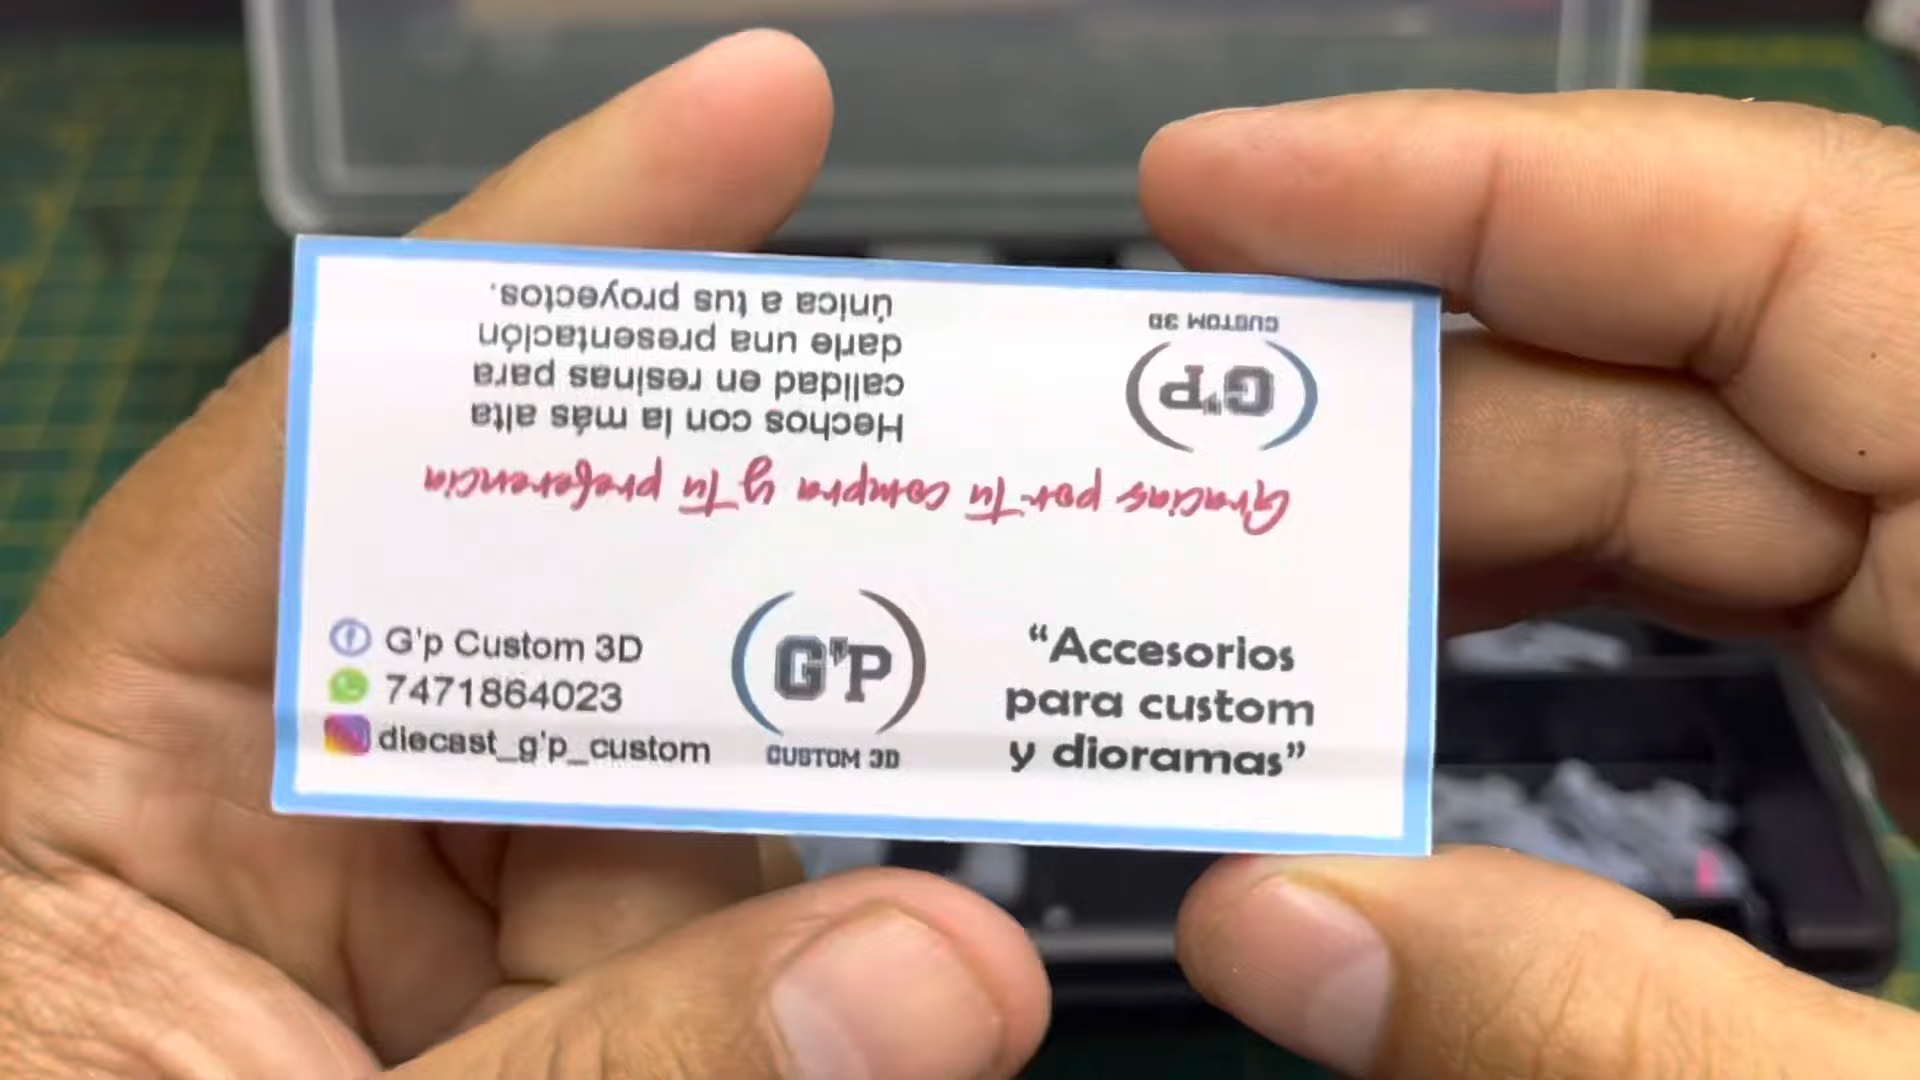 Gracias por Tu compra y Tu preferencia
Hechos con la más alta
calidad en resinas para
darle una presentación
única a tus proyectos.
G'P
CUSTOM 3D
G'p Custom 3D
7471864023
diecast_g'p_custom
G'P
CUSTOM 3D
“Accesorios
para custom
y dioramas”